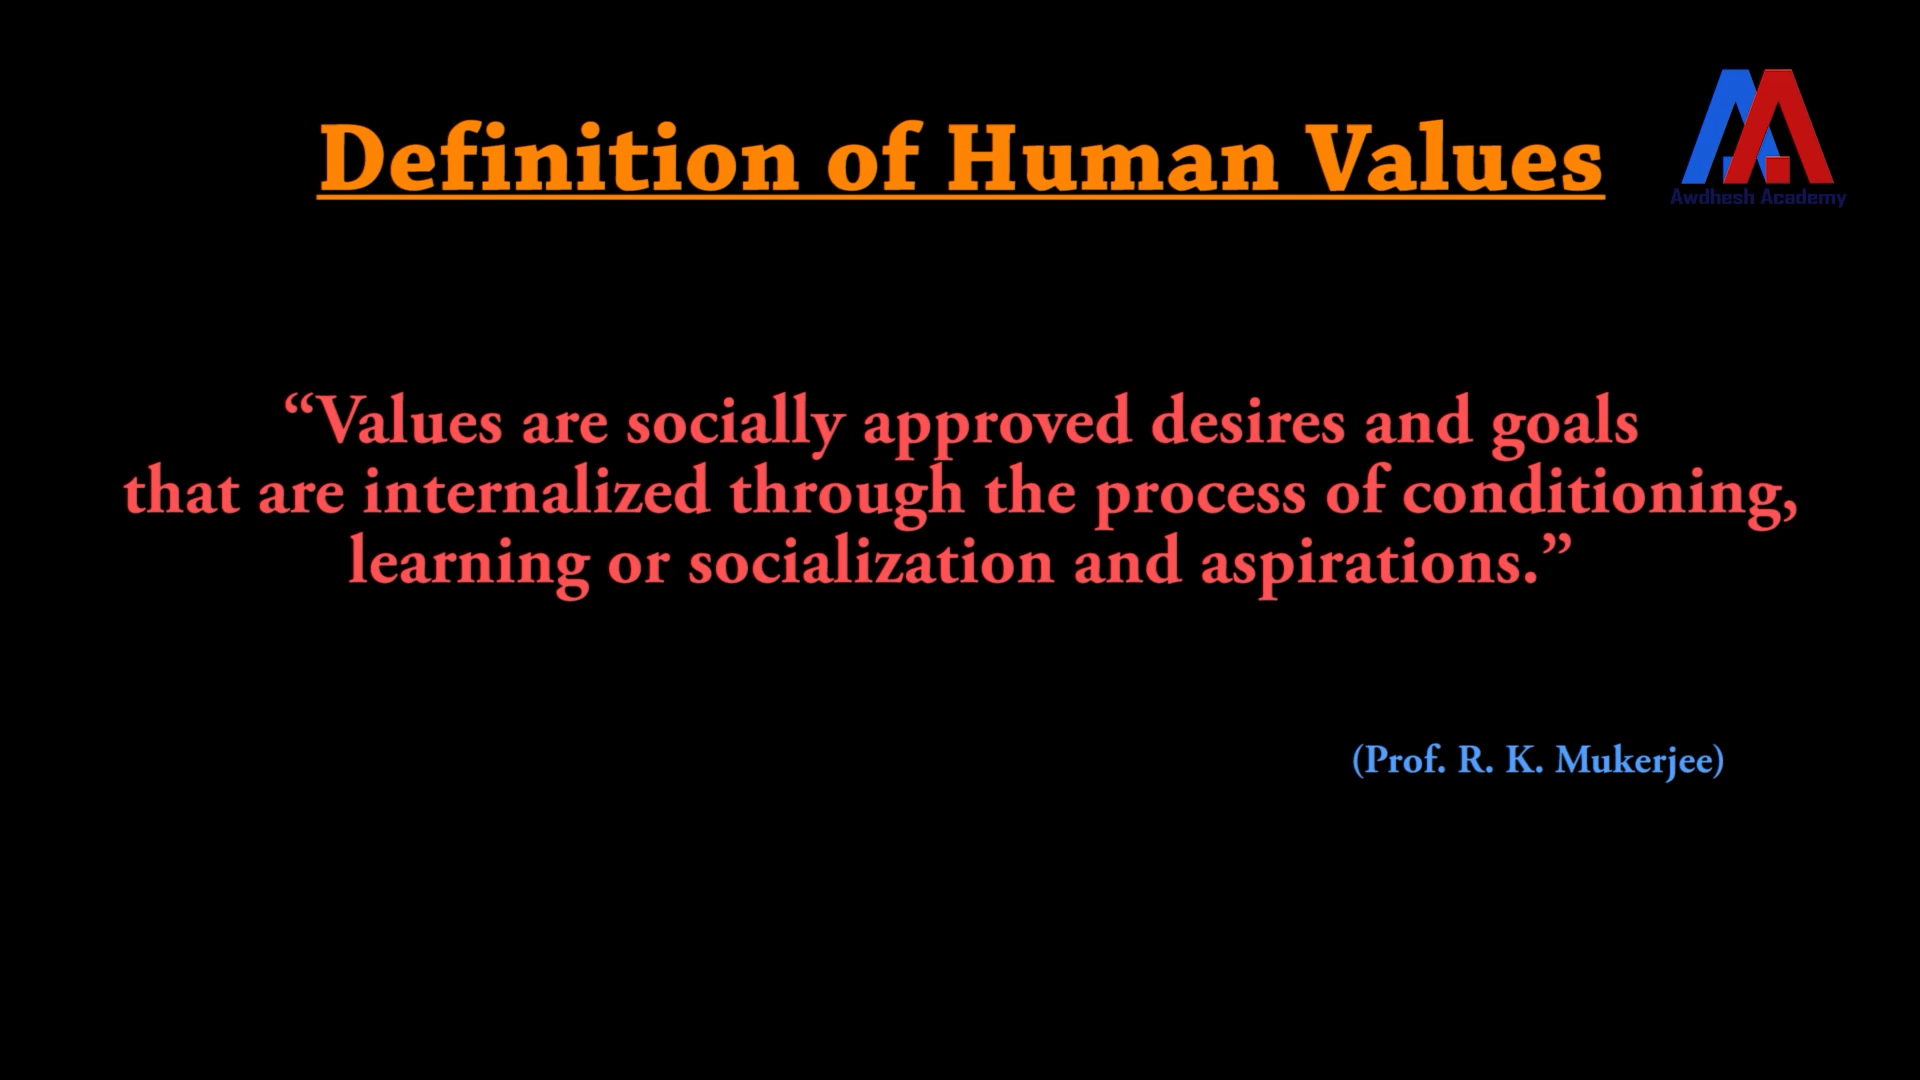 Definition of Human Values
Awdhesh Academy
“Values are socially approved desires and goals
that are internalized through the process of conditioning,
learning or socialization and aspirations.”
(Prof. R. K. Mukerjee)